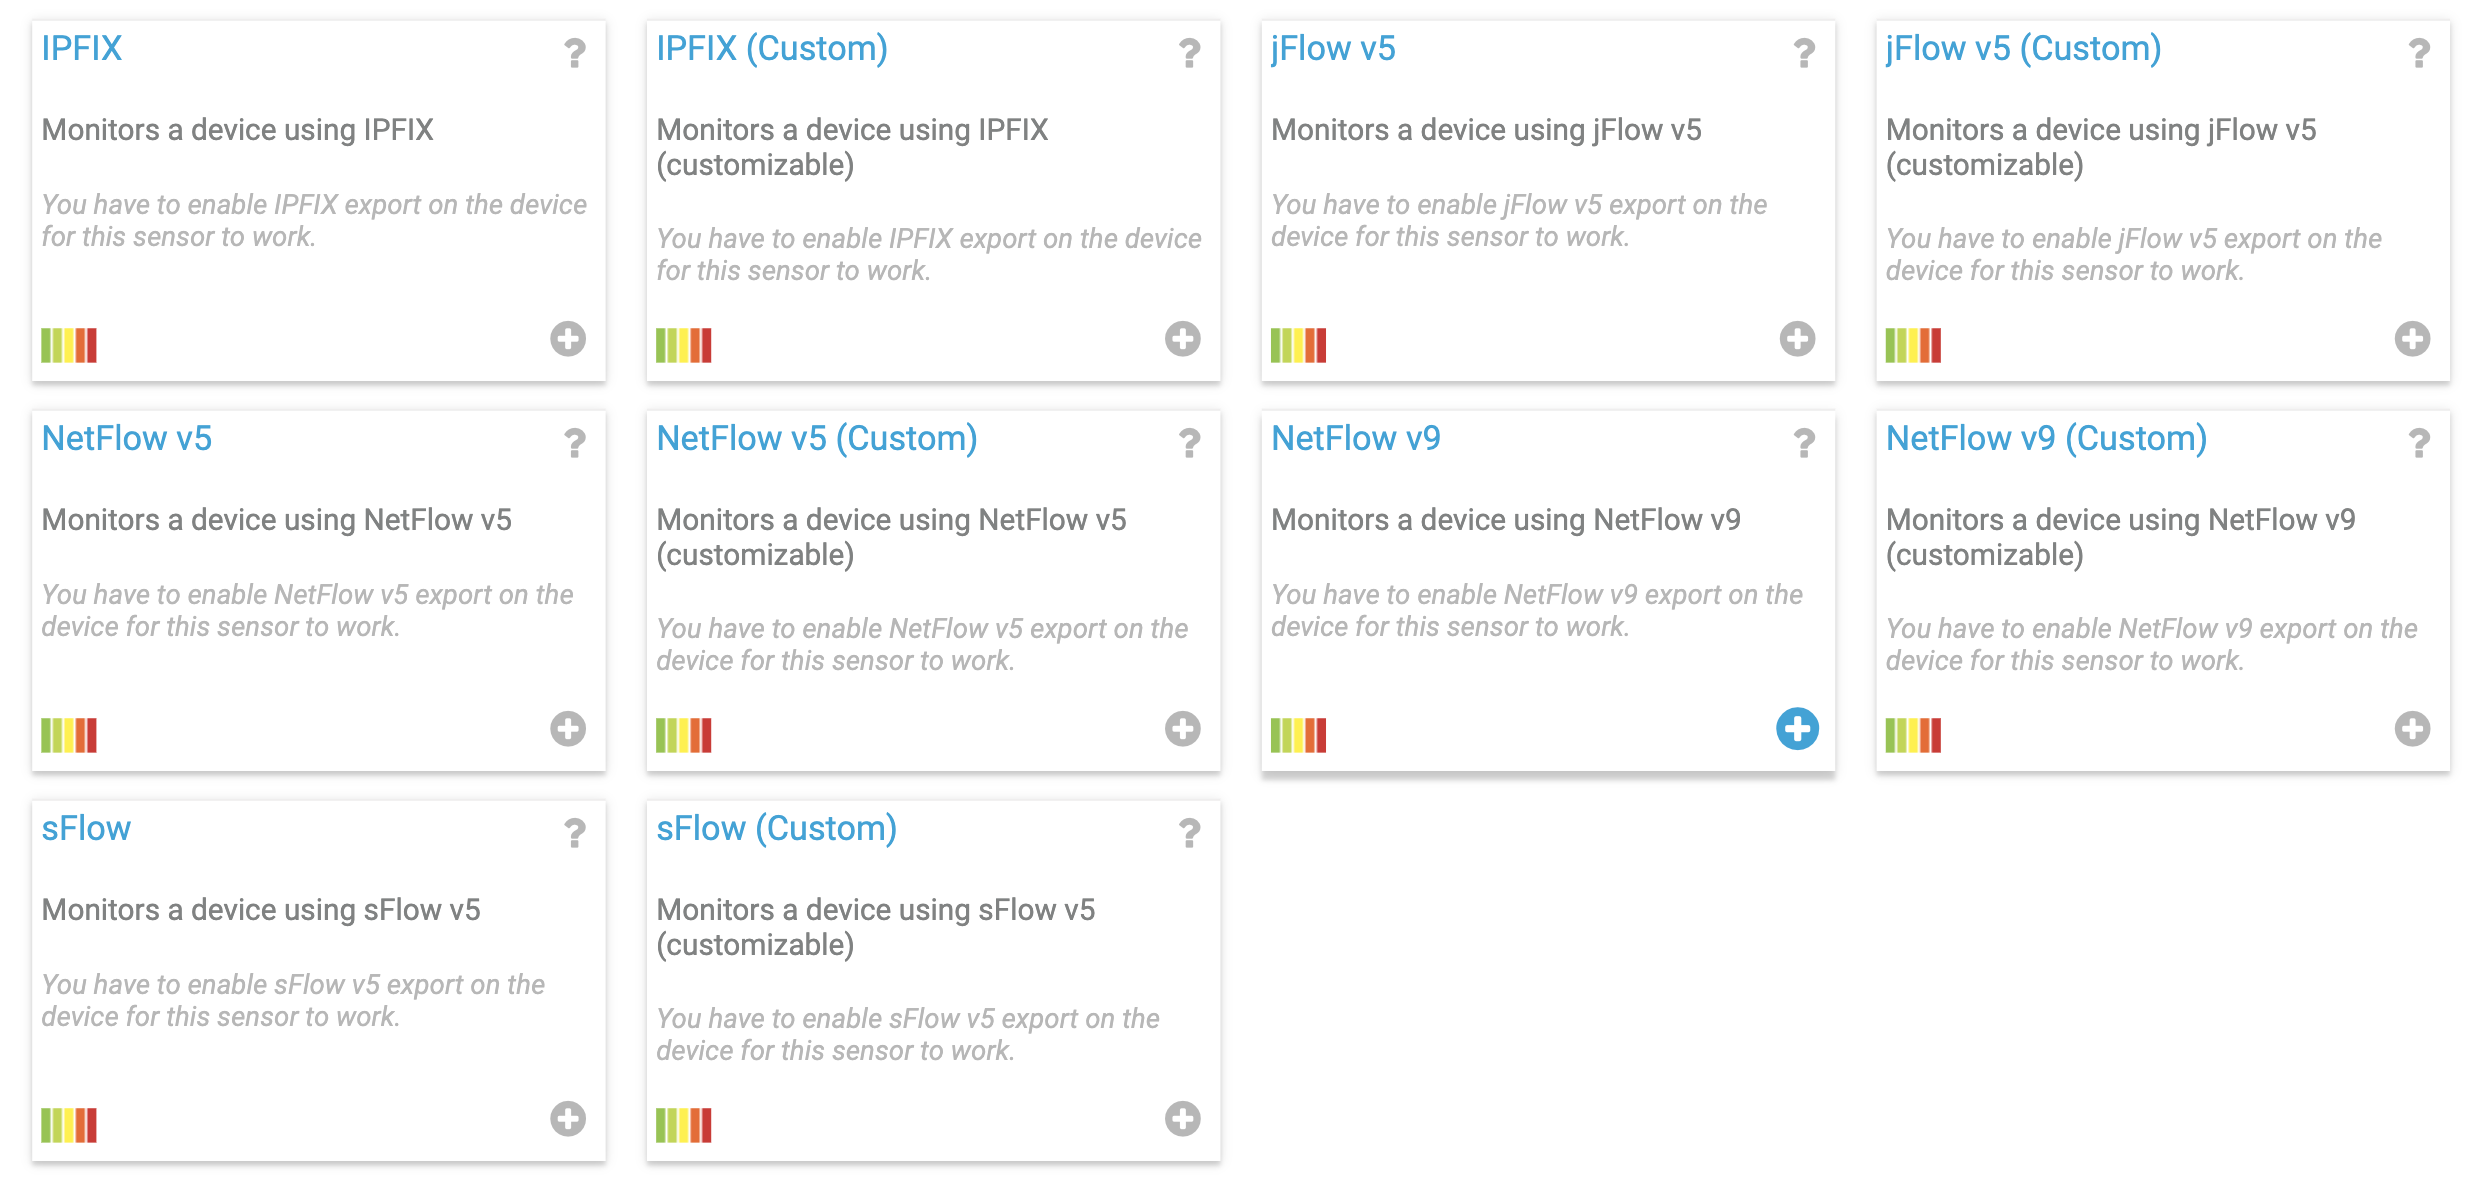 IPFIX
?
Monitors a device using IPFIX
You have to enable IPFIX export on the device
for this sensor to work.
IPFIX (Custom)
?
Monitors a device using IPFIX
(customizable)
You have to enable IPFIX export on the device
for this sensor to work.
jFlow v5
?
Monitors a device using jFlow v5
You have to enable jFlow v5 export on the
device for this sensor to work.
jFlow v5 (Custom)
?
Monitors a device using jFlow v5
(customizable)
You have to enable jFlow v5 export on the
device for this sensor to work.
NetFlow v5
?
Monitors a device using NetFlow v5
You have to enable NetFlow v5 export on the
device for this sensor to work.
NetFlow v5 (Custom)
?
Monitors a device using NetFlow v5
(customizable)
You have to enable NetFlow v5 export on the
device for this sensor to work.
NetFlow v9
?
Monitors a device using NetFlow v9
You have to enable NetFlow v9 export on the
device for this sensor to work.
NetFlow v9 (Custom)
?
Monitors a device using NetFlow v9
(customizable)
You have to enable NetFlow v9 export on the
device for this sensor to work.
sFlow
?
Monitors a device using sFlow v5
You have to enable sFlow v5 export on the
device for this sensor to work.
sFlow (Custom)
?
Monitors a device using sFlow v5
(customizable)
You have to enable sFlow v5 export on the
device for this sensor to work.